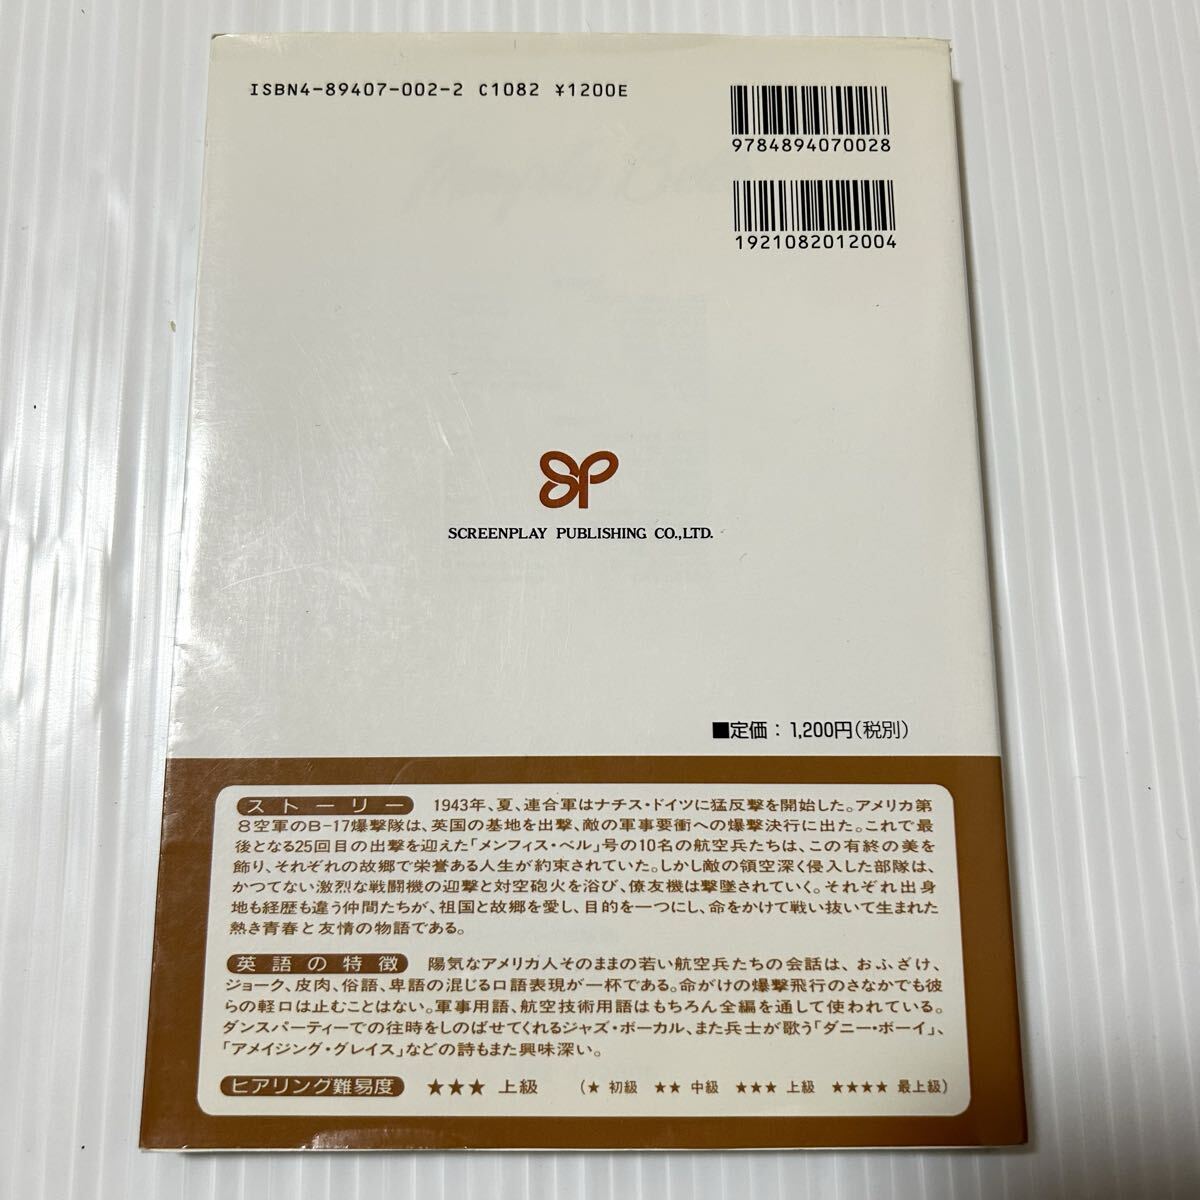 ISBN4-89407-002-2 C1082 ¥1200E
9784894070028
1921082012004
SP
SCREENPLAY PUBLISHING CO.,LTD.
■定価：1,200円（税別）
ストーリー 1943年、夏、連合軍はナチス・ドイツに猛反撃を開始した。アメリカ第
8空軍のB-17爆撃隊は、英国の基地を出撃、敵の軍事要衝への爆撃決行に出た。これで最
後となる25回目の出撃を迎えた「メンフィス・ベル」号の10名の航空兵たちは、この有終の美を
飾り、それぞれの故郷で栄誉ある人生が約束されていた。しかし敵の領空深く侵入した部隊は、
かつてない激烈な戦闘機の迎撃と対空砲火を浴び、僚友機は撃墜されていく。それぞれ出身
地も経歴も違う仲間たちが、祖国と故郷を愛し、目的を一つにし、命をかけて戦い抜いて生まれた
熱き青春と友情の物語である。
英語の特徴 陽気なアメリカ人そのままの若い航空兵たちの会話は、おふざけ、
ジョーク、皮肉、俗語、卑語の混じる口語表現が一杯である。命がけの爆撃飛行のさなかでも彼
らの軽口は止むことはない。軍事用語、航空技術用語はもちろん全編を通して使われている。
ダンスパーティーでの往時をしのばせてくれるジャズ・ボーカル、また兵士が歌う「ダニー・ボーイ」、
「アメイジング・グレイス」などの詩もまた興味深い。
ヒアリング難易度 ★★★ 上級 （★ 初級 ★★ 中級 ★★★ 上級 ★★★★ 最上級）